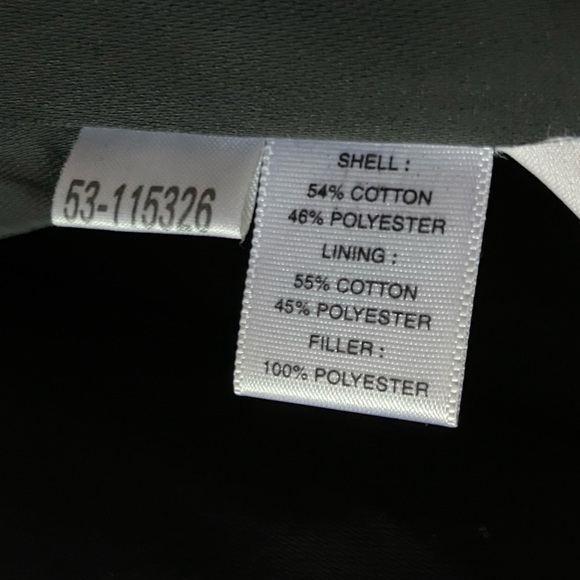 53-115326
SHELL :
54% COTTON
46% POLYESTER
LINING :
55% COTTON
45% POLYESTER
FILLER :
100% POLYESTER